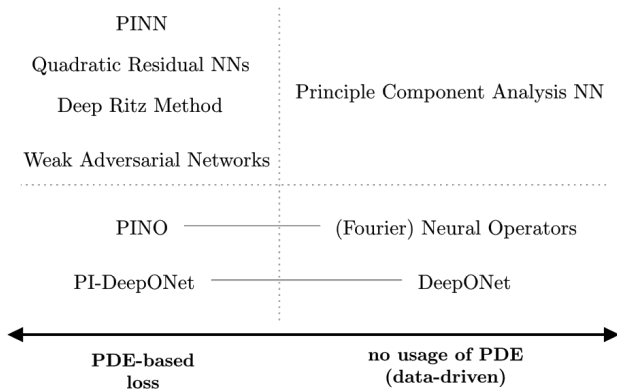 PINN
Quadratic Residual NNs
Deep Ritz Method
Weak Adversarial Networks
Principle Component Analysis NN
PINO
(Fourier) Neural Operators
PI-DeepONet
DeepONet
PDE-based
loss
no usage of PDE
(data-driven)